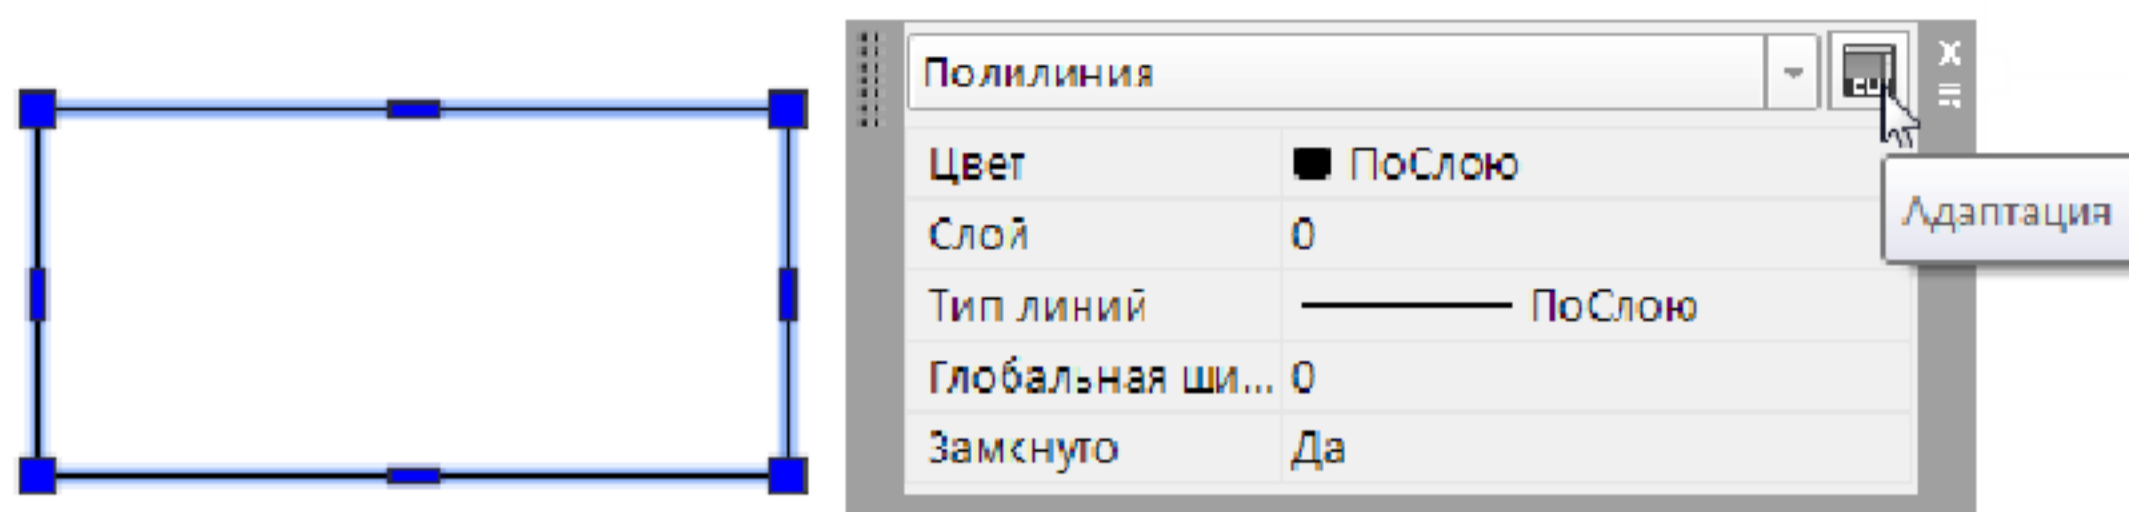 Полилиния
Цвет ПоСлою
Слой 0
Тип линий ПоСлою
Глобальная ши... 0
Замкнуто Да
Адаптация